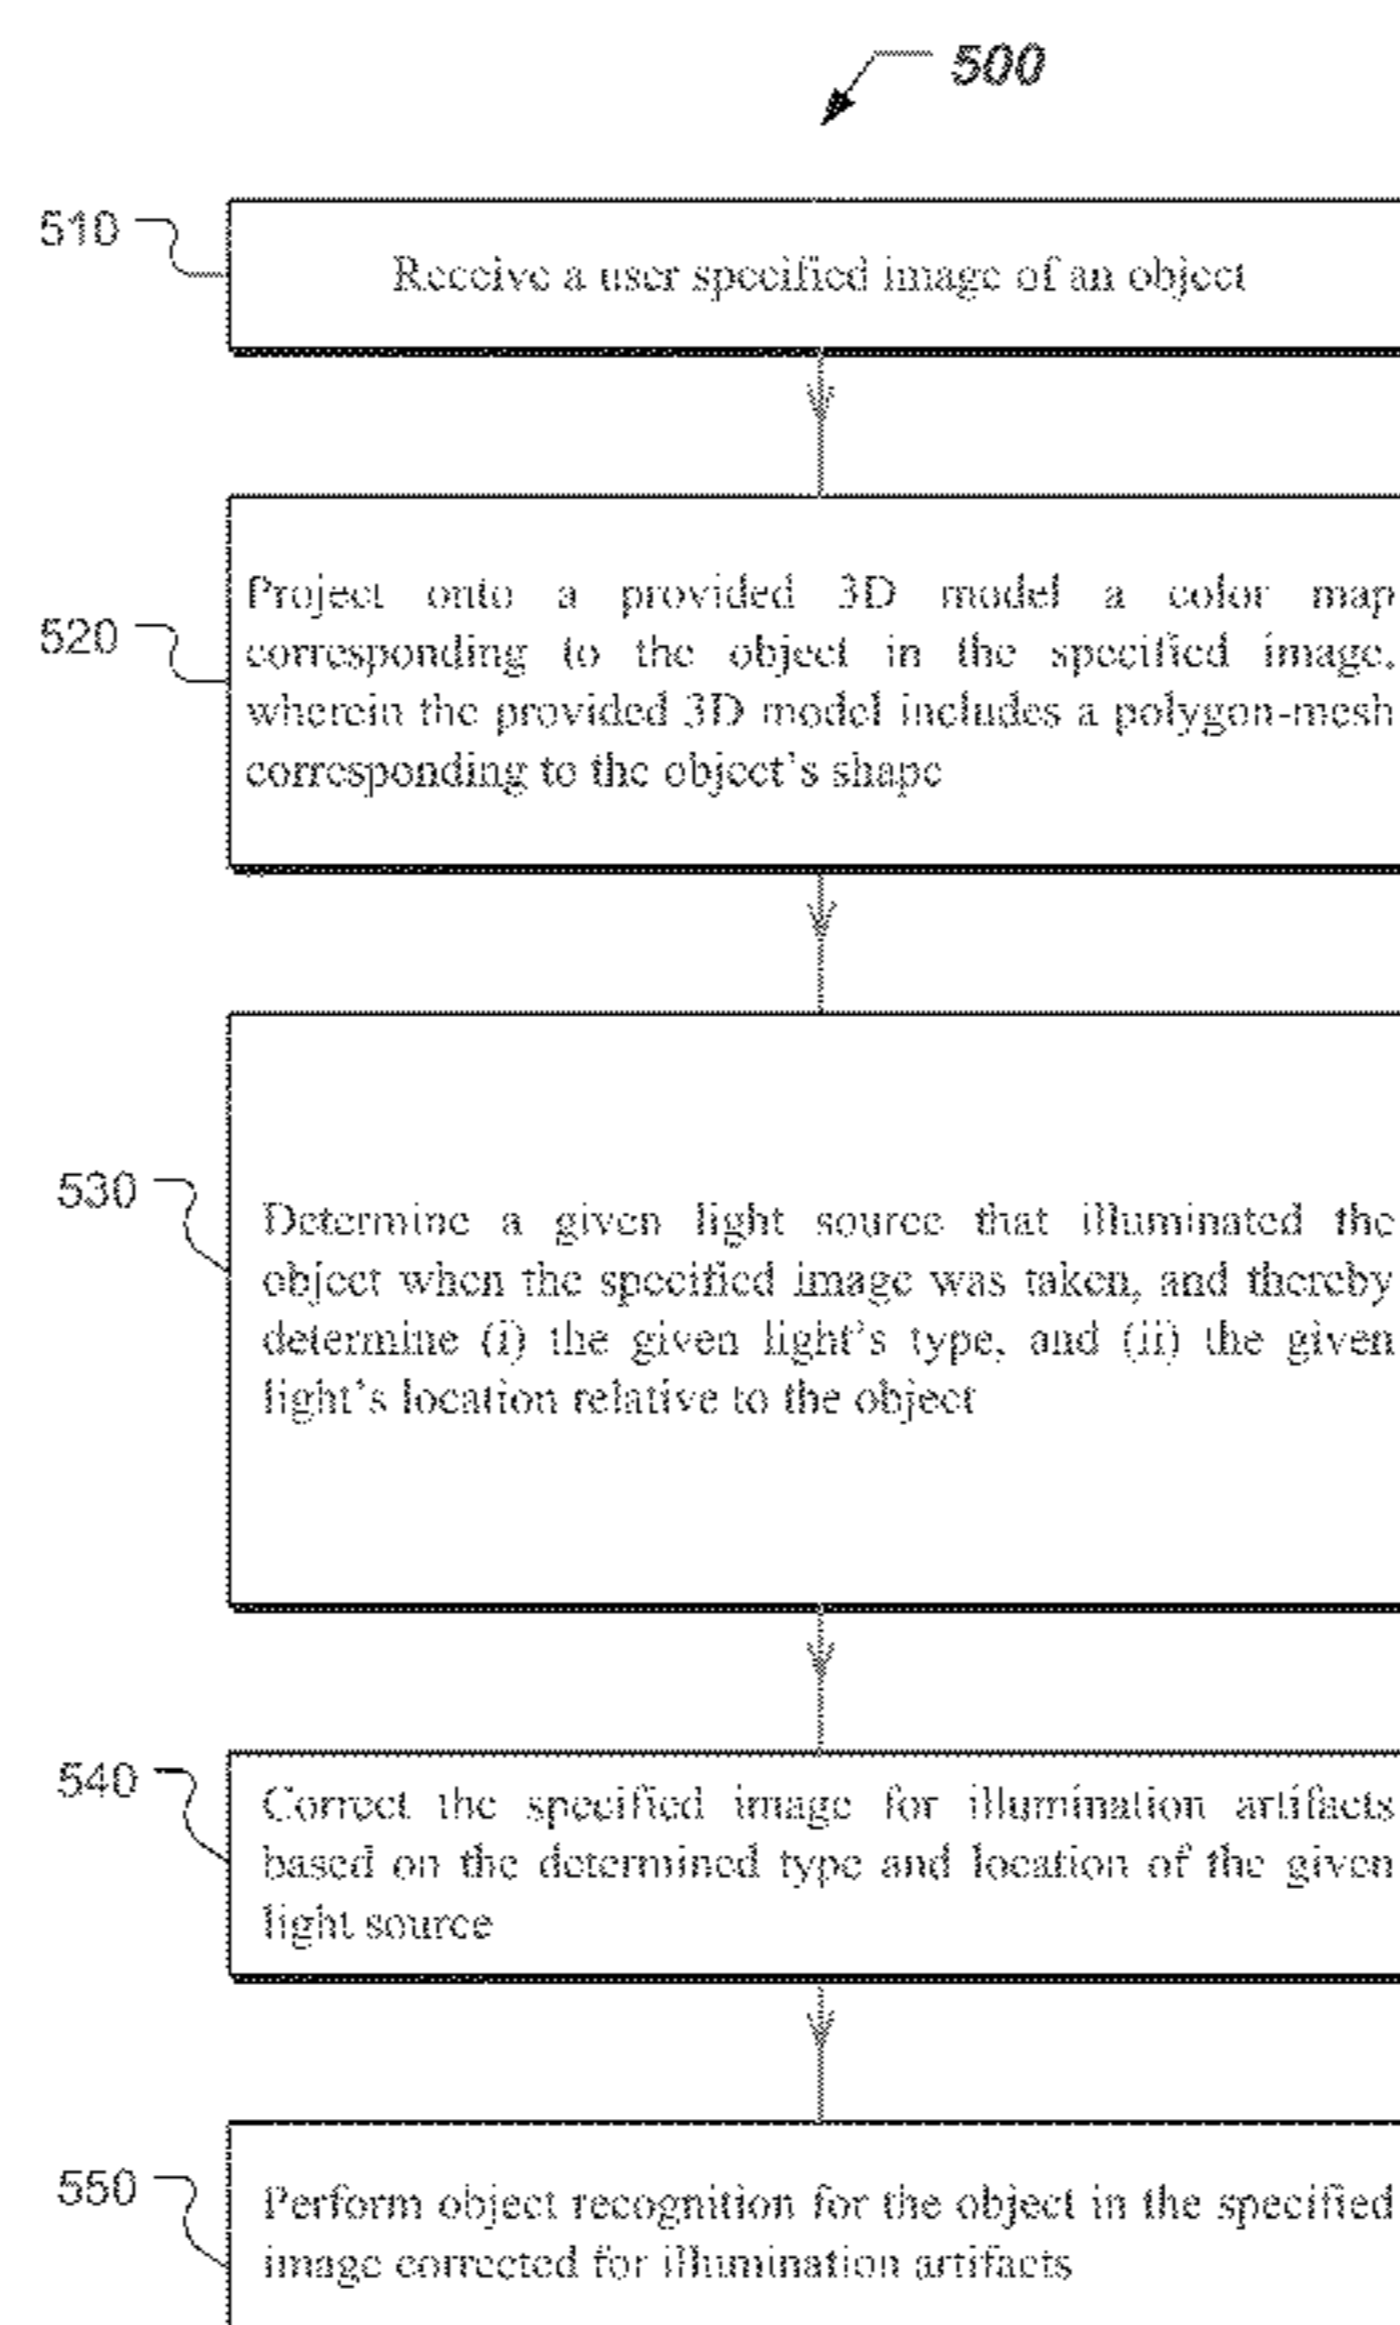 500
510
Receive a user specified image of an object
520
Project onto a provided 3D model a color map
corresponding to the object in the specified image,
wherein the provided 3D model includes a polygon-mesh
corresponding to the object's shape
530
Determine a given light source that illuminated the
object when the specified image was taken, and thereby
determine (i) the given light's type, and (ii) the given
light's location relative to the object
540
Correct the specified image for illumination artifacts
based on the determined type and location of the given
light source
550
Perform object recognition for the object in the specified
image corrected for illumination artifacts